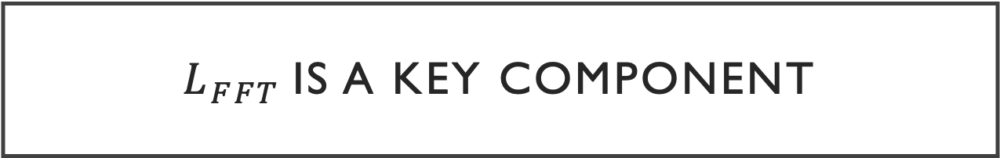 L_FFT IS A KEY COMPONENT